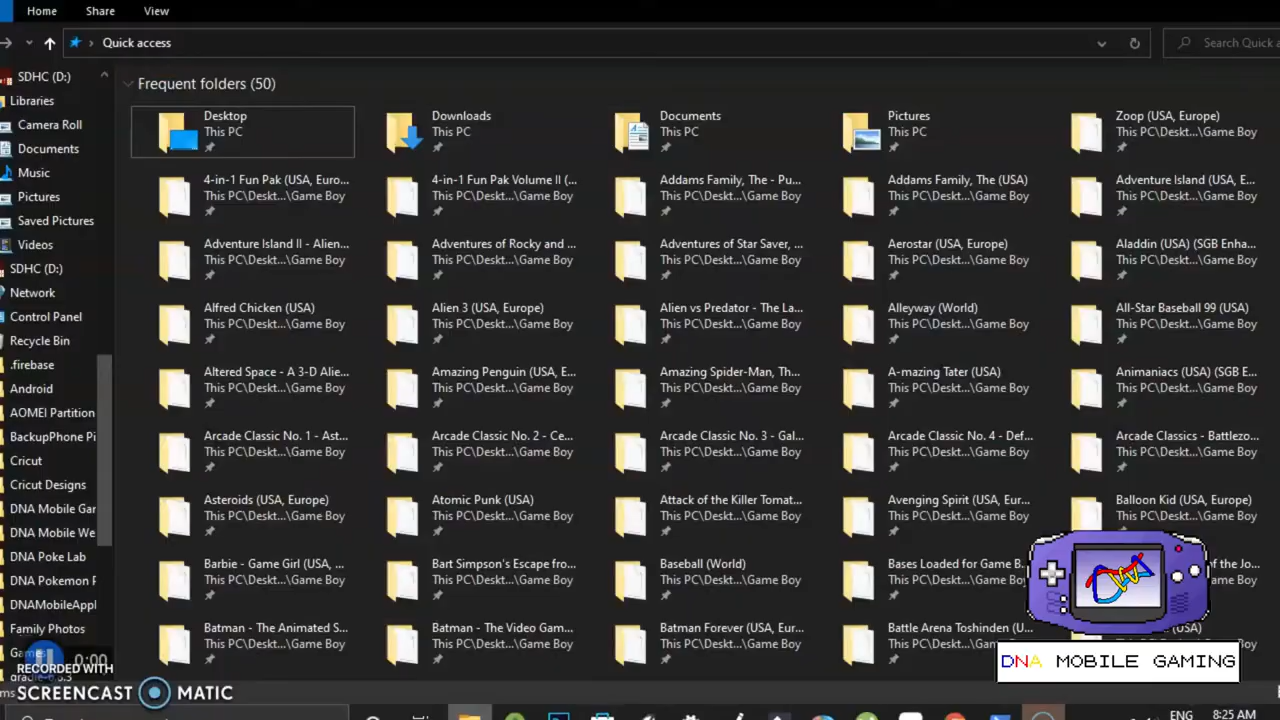 Home Share View
Quick access
Search Quick a
SDHC (D:)
Libraries
Camera Roll
Documents
Music
Pictures
Saved Pictures
Videos
SDHC (D:)
Network
Control Panel
Recycle Bin
.firebase
Android
AOMEI Partition
BackupPhone Pi
Cricut
Cricut Designs
DNA Mobile Gar
DNA Mobile We
DNA Poke Lab
DNA Pokemon P
DNAMobileAppl
Family Photos
Frequent folders (50)
Desktop
This PC
Downloads
This PC
Documents
This PC
Pictures
This PC
Zoop (USA, Europe)
This PC\Desk...\Game Boy
4-in-1 Fun Pak (USA, Euro...
This PC\Deskt...\Game Boy
4-in-1 Fun Pak Volume II (...
This PC\Deskt...\Game Boy
Addams Family, The - Pu...
This PC\Deskt...\Game Boy
Addams Family, The (USA)
This PC\Deskt...\Game Boy
Adventure Island (USA, E...
This PC\Deskt...\Game Boy
Adventure Island II - Alien...
This PC\Deskt...\Game Boy
Adventures of Rocky and ...
This PC\Deskt...\Game Boy
Adventures of Star Saver, ...
This PC\Deskt...\Game Boy
Aerostar (USA, Europe)
This PC\Deskt...\Game Boy
Aladdin (USA) (SGB Enha...
This PC\Deskt...\Game Boy
Alfred Chicken (USA)
This PC\Deskt...\Game Boy
Alien 3 (USA, Europe)
This PC\Deskt...\Game Boy
Alien vs Predator - The La...
This PC\Deskt...\Game Boy
Alleyway (World)
This PC\Deskt...\Game Boy
All-Star Baseball 99 (USA)
This PC\Deskt...\Game Boy
Altered Space - A 3-D Alie...
This PC\Deskt...\Game Boy
Amazing Penguin (USA, E...
This PC\Deskt...\Game Boy
Amazing Spider-Man, Th...
This PC\Deskt...\Game Boy
A-mazing Tater (USA)
This PC\Deskt...\Game Boy
Animaniacs (USA) (SGB E...
This PC\Deskt...\Game Boy
Arcade Classic No. 1 - Ast...
This PC\Deskt...\Game Boy
Arcade Classic No. 2 - Ce...
This PC\Deskt...\Game Boy
Arcade Classic No. 3 - Gal...
This PC\Deskt...\Game Boy
Arcade Classic No. 4 - Def...
This PC\Deskt...\Game Boy
Arcade Classics - Battlezo...
This PC\Deskt...\Game Boy
Asteroids (USA, Europe)
This PC\Deskt...\Game Boy
Atomic Punk (USA)
This PC\Deskt...\Game Boy
Attack of the Killer Tomat...
This PC\Deskt...\Game Boy
Avenging Spirit (USA, Eur...
This PC\Deskt...\Game Boy
Balloon Kid (USA, Europe)
This PC\Deskt...\Game Boy
Barbie - Game Girl (USA, ...
This PC\Deskt...\Game Boy
Bart Simpson's Escape fro...
This PC\Deskt...\Game Boy
Baseball (World)
This PC\Deskt...\Game Boy
Bases Loaded for Game B...
This PC\Deskt...\Game Boy
of the Jo...
Game Boy
Batman - The Animated S...
This PC\Deskt...\Game Boy
Batman - The Video Gam...
This PC\Deskt...\Game Boy
Batman Forever (USA, Eur...
This PC\Deskt...\Game Boy
Battle Arena Toshinden (U...
DNA MOBILE GAMING
0:00
RECORDED WITH
SCREENCAST MATIC
ENG 8:25 AM